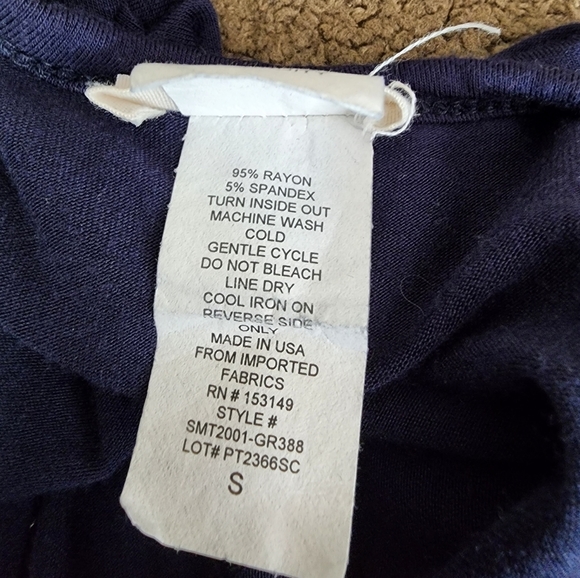 95% RAYON
5% SPANDEX
TURN INSIDE OUT
MACHINE WASH
COLD
GENTLE CYCLE
DO NOT BLEACH
LINE DRY
COOL IRON ON
REVERSE SIDE
ONLY
MADE IN USA
FROM IMPORTED
FABRICS
RN # 153149
STYLE #
SMT2001-GR388
LOT# PT2366SC
S